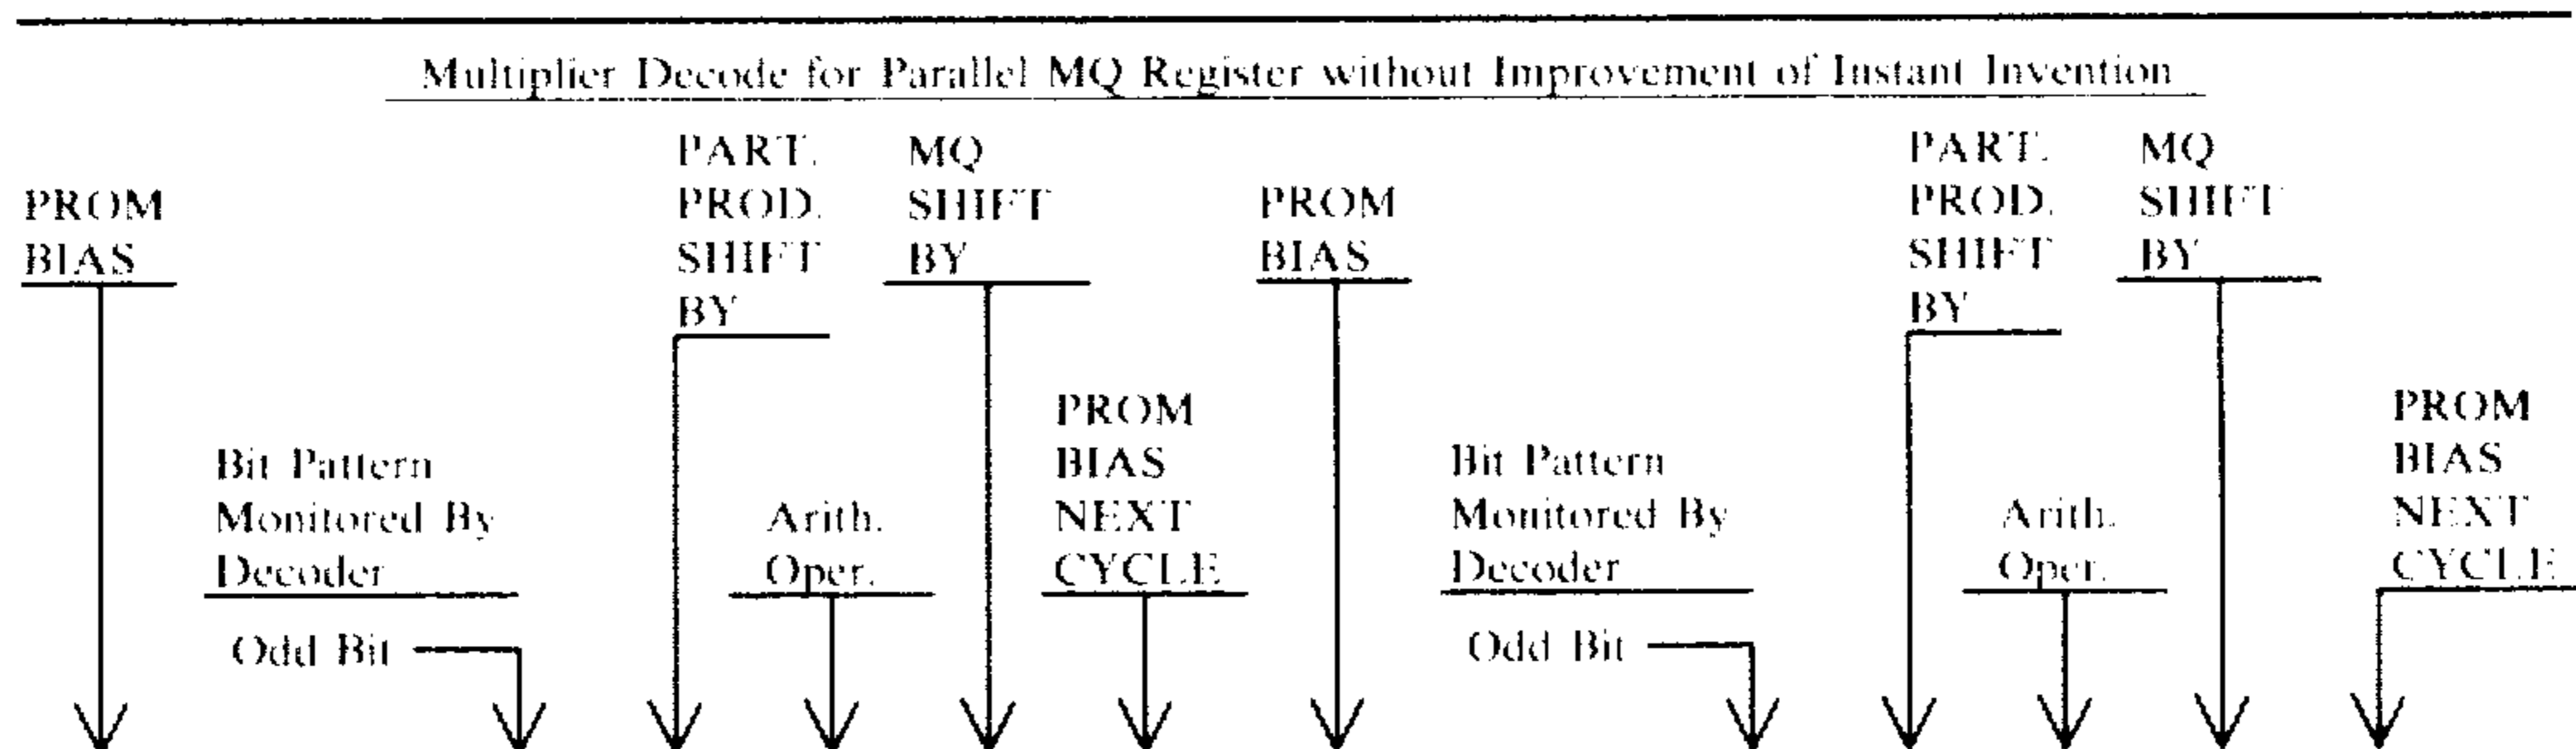 Multiplier Decode for Parallel MQ Register without Improvement of Instant Invention
PROM
BIAS
Bit Pattern
Monitored By
Decoder
Odd Bit
PART.
PROD.
SHIFT
BY
Arith.
Oper.
MQ
SHIFT
BY
PROM
BIAS
NEXT
CYCLE
PROM
BIAS
Bit Pattern
Monitored By
Decoder
Odd Bit
PART.
PROD.
SHIFT
BY
Arith.
Oper.
MQ
SHIFT
BY
PROM
BIAS
NEXT
CYCLE